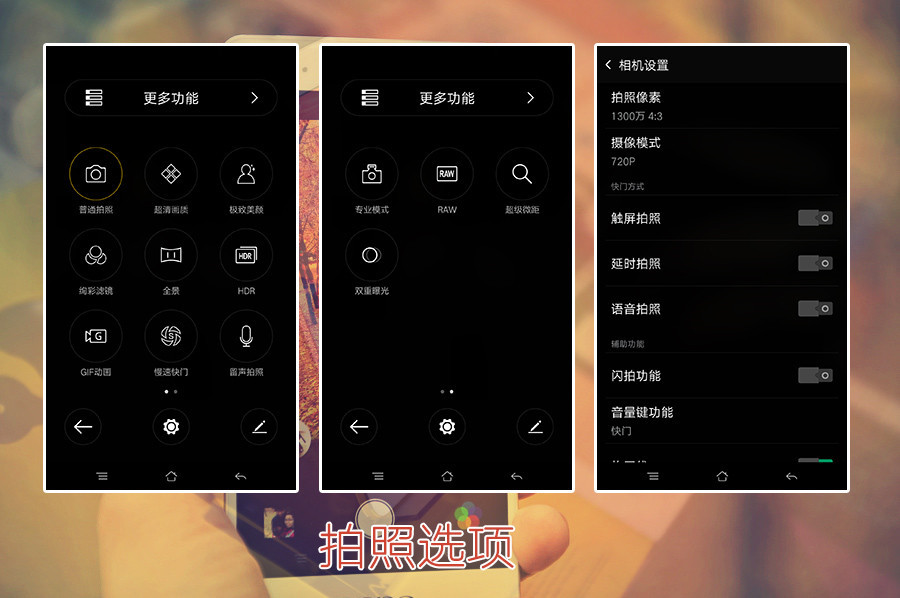 更多功能
普通拍照
超清画质
极致美颜
绚彩滤镜
全景
HDR
HDR
G
GIF动画
S
慢速快门
留声拍照
更多功能
RAW
专业模式
RAW
超级微距
双重曝光
相机设置
拍照像素
1300万 4:3
摄像模式
720P
快门方式
触屏拍照
延时拍照
语音拍照
辅助功能
闪拍功能
音量键功能
快门
拍照选项